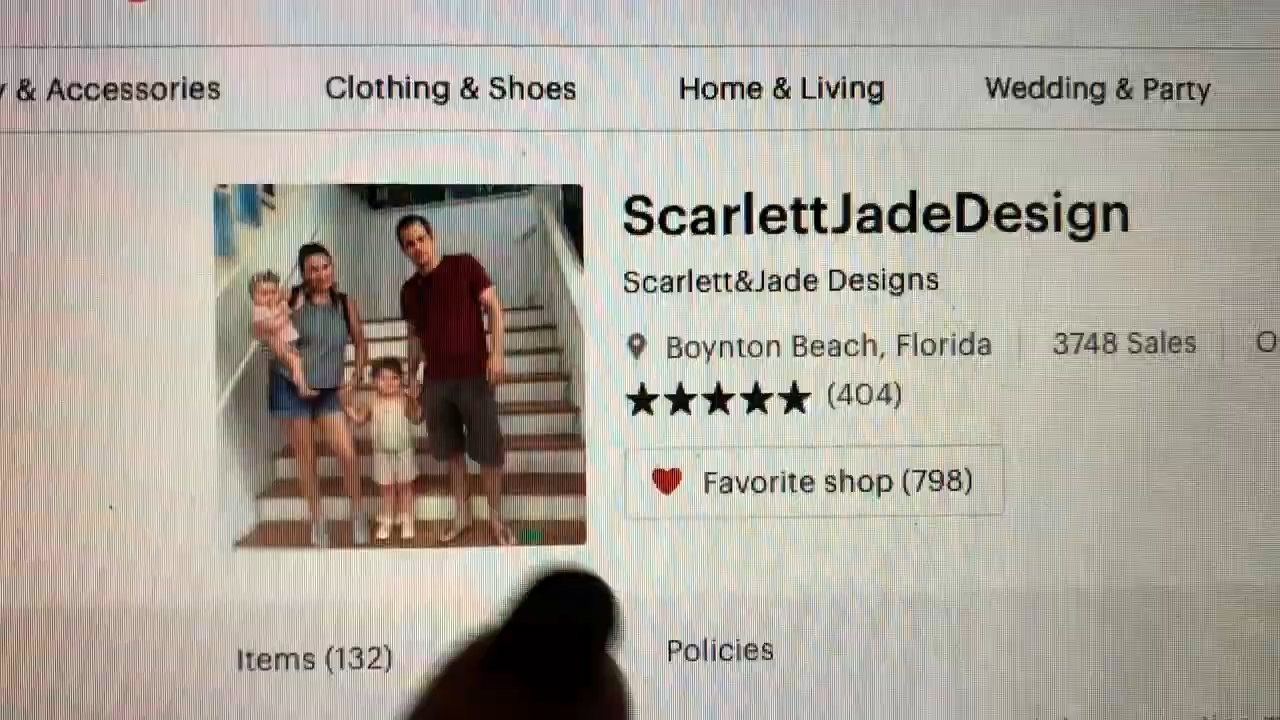 & Accessories Clothing & Shoes Home & Living Wedding & Party
ScarlettJadeDesign
Scarlett&Jade Designs
Boynton Beach, Florida 3748 Sales
(404)
Favorite shop (798)
Items (132) Policies